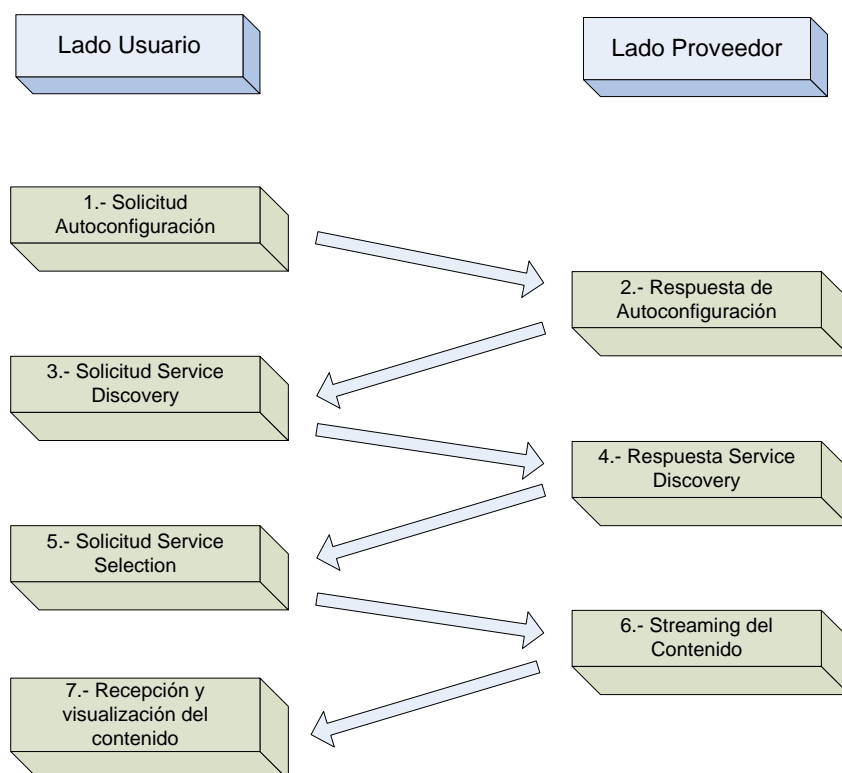 Lado Usuario
Lado Proveedor
1.- Solicitud
Autoconfiguración
2.- Respuesta de
Autoconfiguración
3.- Solicitud Service
Discovery
4.- Respuesta Service
Discovery
5.- Solicitud Service
Selection
6.- Streaming del
Contenido
7.- Recepción y
visualización del
contenido